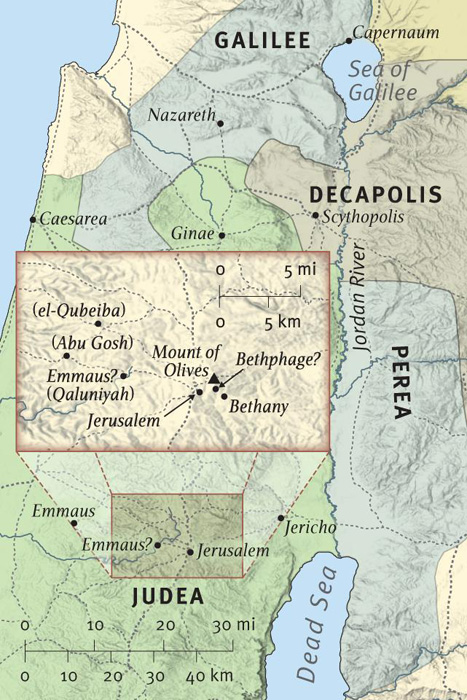 GALILEE
Capernaum
Sea of
Galilee
Nazareth
DECAPOLIS
Scythopolis
Caesarea
Ginae
Jordan River
0 5 mi
0 5 km
(el-Qubeiba)
(Abu Gosh)
Mount of
Olives
Bethphage?
Emmaus?
(Qaluniyah)
Jerusalem
Bethany
PEREA
Emmaus
Emmaus?
Jerusalem
Jericho
JUDEA
Dead Sea
0 10 20 30 mi
0 10 20 30 40 km